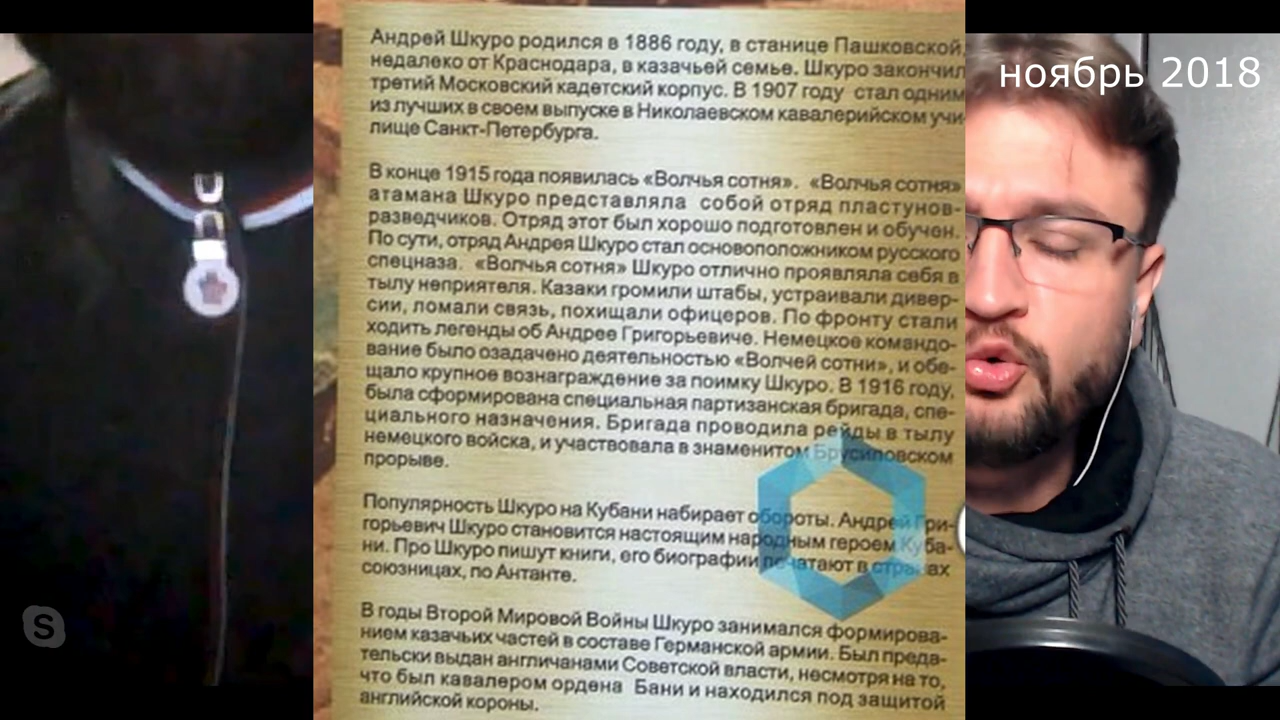 ноябрь 2018
Андрей Шкуро родился в 1886 году, в станице Пашковской,
недалеко от Краснодара, в казачьей семье. Шкуро закончил
третий Московский кадетский корпус. В 1907 году стал одним
из лучших в своем выпуске в Николаевском кавалерийском учи-
лище Санкт-Петербурга.
В конце 1915 года появилась «Волчья сотня». «Волчья сотня»
атамана Шкуро представляла собой отряд пластунов-
разведчиков. Отряд этот был хорошо подготовлен и обучен.
По сути, отряд Андрея Шкуро стал основоположником русского
спецназа. «Волчья сотня» Шкуро отлично проявляла себя в
тылу неприятеля. Казаки громили штабы, устраивали дивер-
сии, ломали связь, похищали офицеров. По фронту стали
ходить легенды об Андрее Григорьевиче. Немецкое командо-
вание было озадачено деятельностью «Волчей сотни», и обе-
щало крупное вознаграждение за поимку Шкуро. В 1916 году,
была сформирована специальная партизанская бригада, спе-
циального назначения. Бригада проводила рейды в тылу
немецкого войска, и участвовала в знаменитом Брусиловском
прорыве.
Популярность Шкуро на Кубани набирает обороты. Андрей Гри-
горьевич Шкуро становится настоящим народным героем Куба-
ни. Про Шкуро пишут книги, его биографии печатают в странах
союзницах, по Антанте.
В годы Второй Мировой Войны Шкуро занимался формирова-
нием казачьих частей в составе Германской армии. Был преда-
тельски выдан англичанами Советской власти, несмотря на то,
что был кавалером ордена Бани и находился под защитой
английской короны.
S